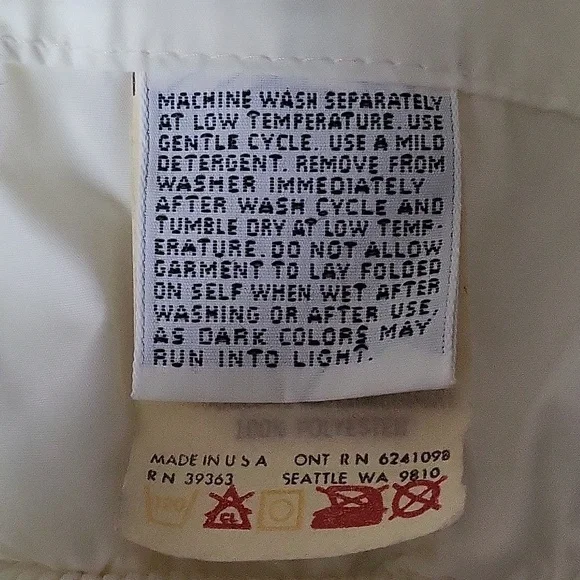 MACHINE WASH SEPARATELY
AT LOW TEMPERATURE. USE
GENTLE CYCLE. USE A MILD
DETERGENT. REMOVE FROM
WASHER IMMEDIATELY
AFTER WASH CYCLE AND
TUMBLE DRY AT LOW TEMP-
ERATURE. DO NOT ALLOW
GARMENT TO LAY FOLDED
ON SELF WHEN WET AFTER
WASHING OR AFTER USE,
AS DARK COLORS MAY
RUN INTO LIGHT.
100% POLYESTER
MADE IN U S A ONT R N 6241098
R N 39363 SEATTLE WA 9810
CL